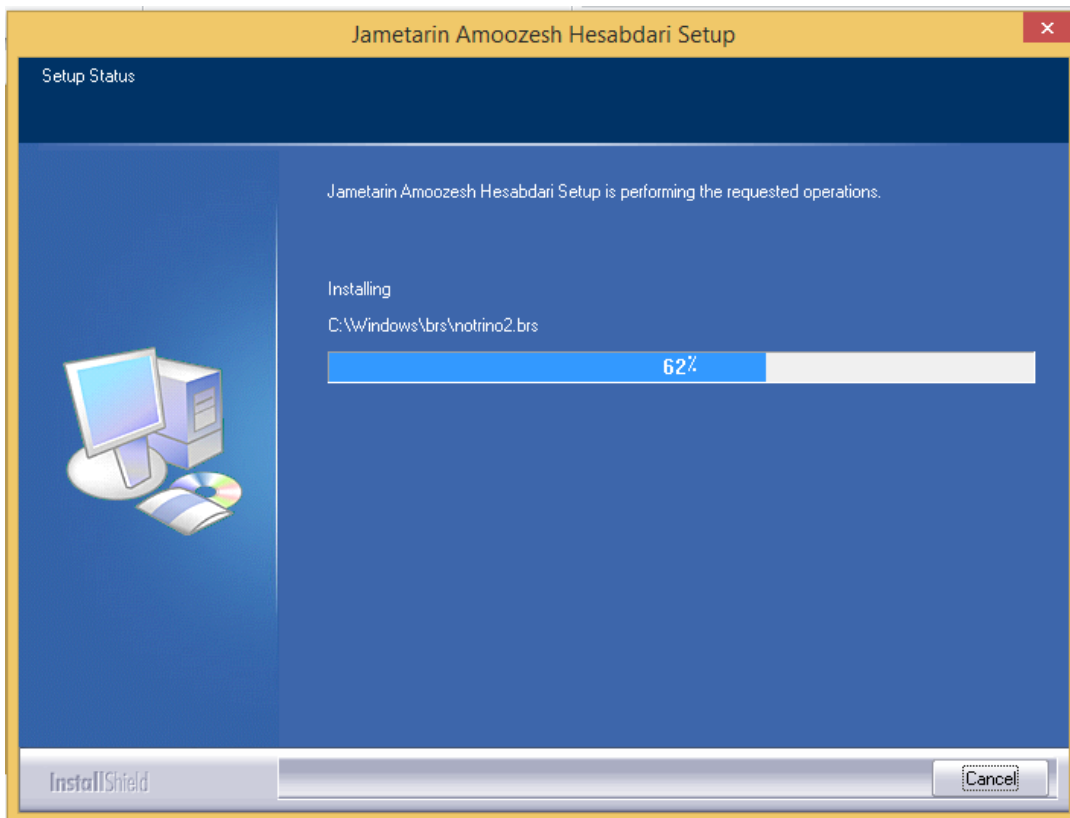 Jametarin Amoozesh Hesabdari Setup
Setup Status
Jametarin Amoozesh Hesabdari Setup is performing the requested operations.
Installing
C:\Windows\brs\notrino2.brs
62%
InstallShield
Cancel